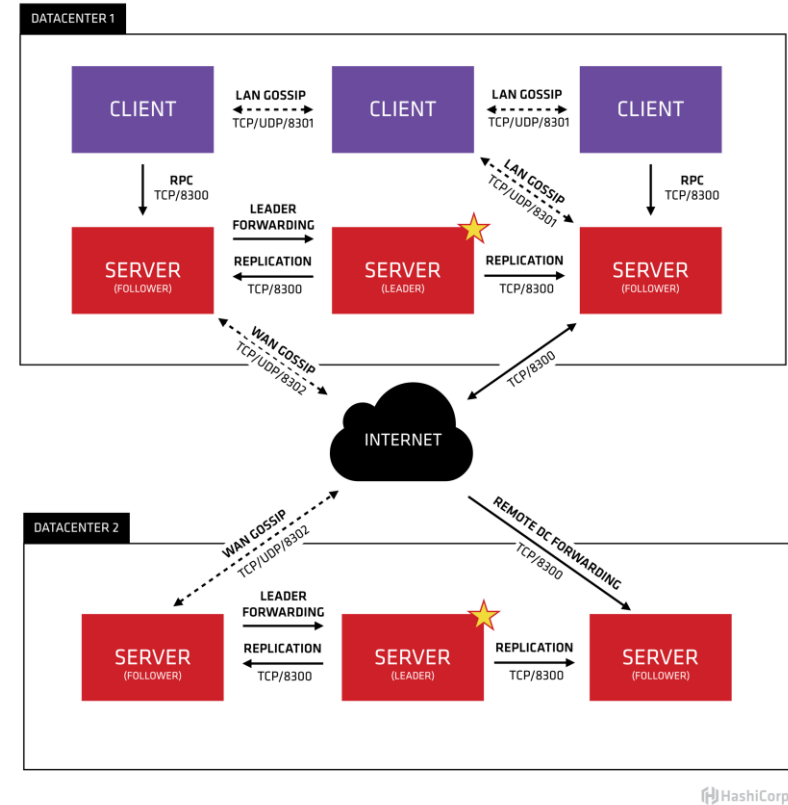 DATACENTER 1
CLIENT
LAN GOSSIP
TCP/UDP/8301
CLIENT
LAN GOSSIP
TCP/UDP/8301
CLIENT
RPC
TCP/8300
LAN GOSSIP
TCP/UDP/8301
RPC
TCP/8300
SERVER
(FOLLOWER)
LEADER
FORWARDING
REPLICATION
TCP/8300
SERVER
(LEADER)
REPLICATION
TCP/8300
SERVER
(FOLLOWER)
WAN GOSSIP
TCP/UDP/8302
TCP/8300
INTERNET
DATACENTER 2
WAN GOSSIP
TCP/UDP/8302
REMOTE DC FORWARDING
TCP/8300
SERVER
(FOLLOWER)
LEADER
FORWARDING
REPLICATION
TCP/8300
SERVER
(LEADER)
REPLICATION
TCP/8300
SERVER
(FOLLOWER)
HashiCorp